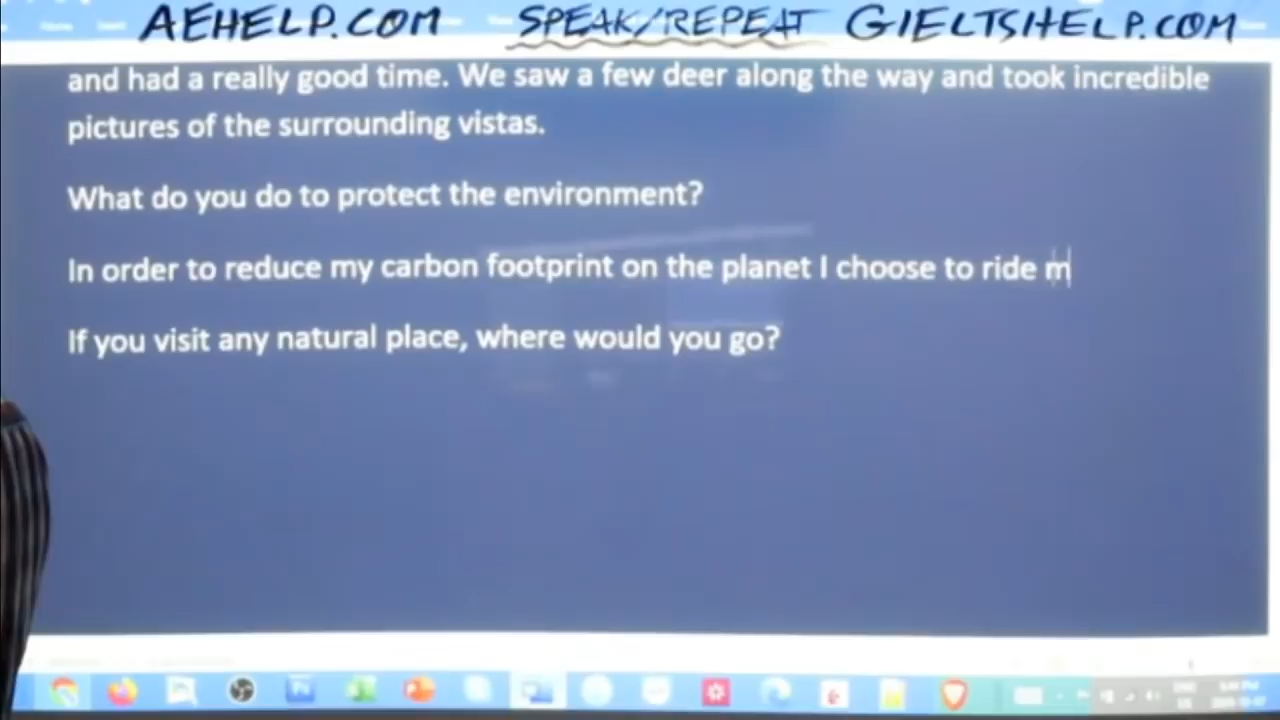 AEHELP.COM SPEAK/REPEAT GIELTSHELP.COM
and had a really good time. We saw a few deer along the way and took incredible
pictures of the surrounding vistas.
What do you do to protect the environment?
In order to reduce my carbon footprint on the planet I choose to ride m
If you visit any natural place, where would you go?